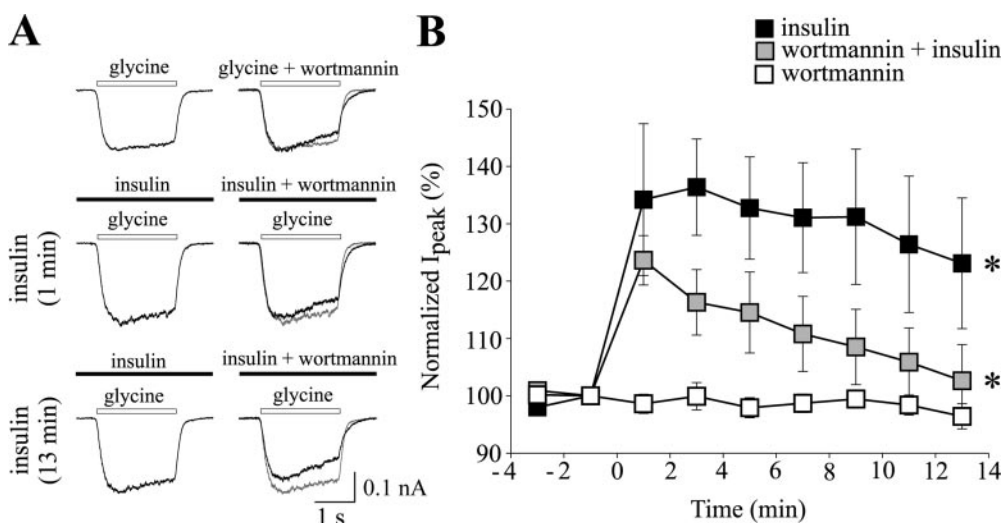 A
glycine
glycine + wortmannin
insulin
insulin + wortmannin
glycine
glycine
insulin
(1 min)
insulin
insulin + wortmannin
glycine
glycine
insulin
(13 min)
0.1 nA
1 s
B
insulin
wortmannin + insulin
wortmannin
Normalized Ipeak (%)
150
140
130
120
110
100
90
*
*
-4 -2 0 2 4 6 8 10 12 14
Time (min)